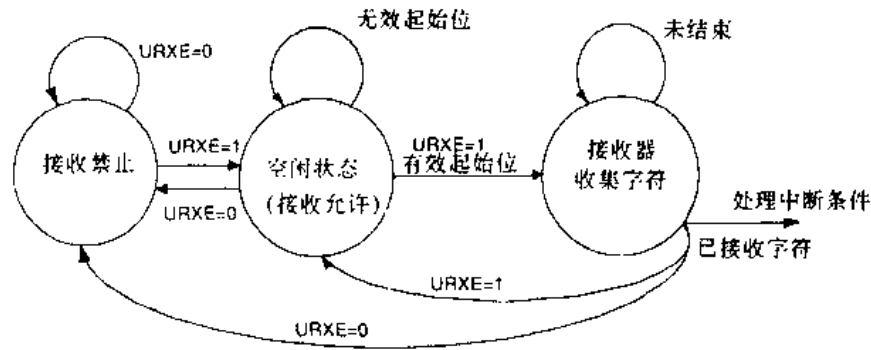 无效起始位
未结束
URXE=0
接收禁止
URXE=1
URXE=0
空闲状态
(接收允许)
URXE=1
有效起始位
接收器
收集字符
处理中断条件
已接收字符
URXE=1
URXE=0